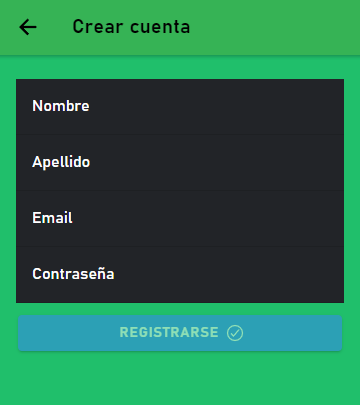 Crear cuenta
Nombre
Apellido
Email
Contraseña
REGISTRARSE